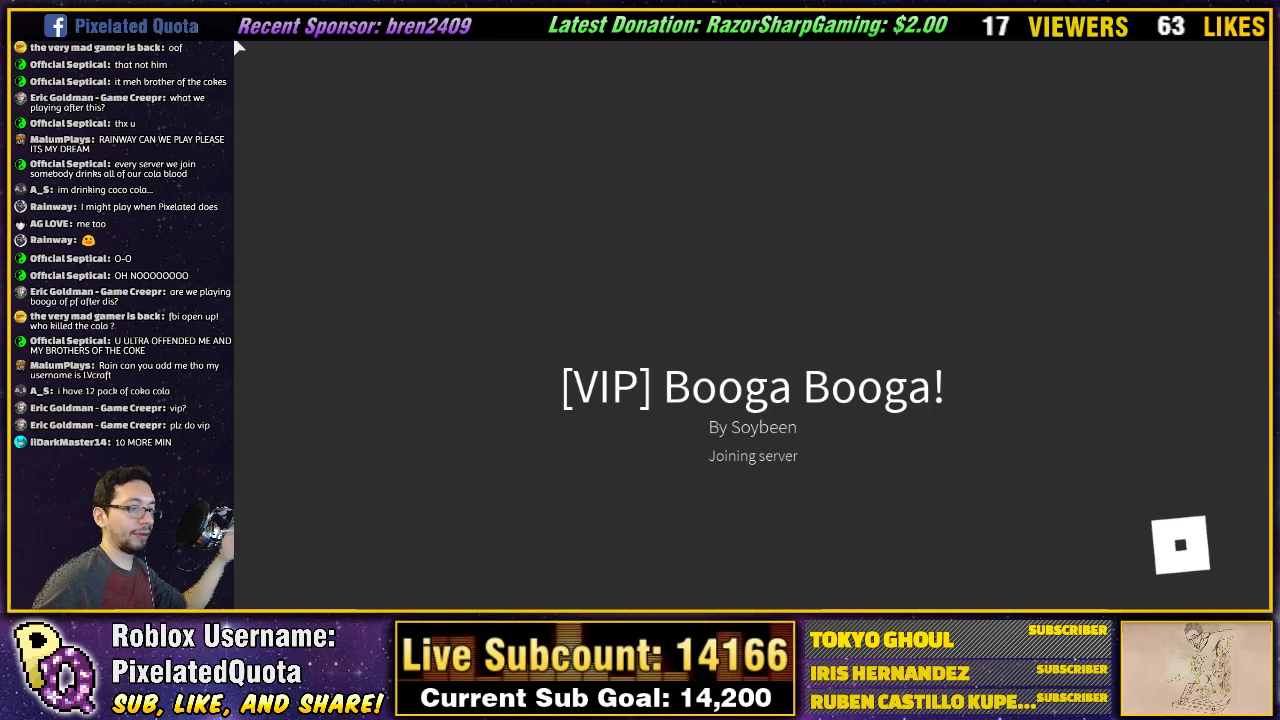 Pixelated Quota
Recent Sponsor: bren2409
Latest Donation: RazorSharpGaming: $2.00
17 VIEWERS
63 LIKES
the very mad gamer is back: oof
Official Septical: that not him
Official Septical: it meh brother of the cokes
Eric Goldman - Game Creepr: what we
playing after this?
Official Septical: thx u
MalumPlays: RAINWAY CAN WE PLAY PLEASE
ITS MY DREAM
Official Septical: every server we join
somebody drinks all of our cola blood
A_S: im drinking coco cola...
Rainway: I might play when Pixelated does
AG LOVE: me too
Rainway:
Official Septical: O-O
Official Septical: OH NOOOOOOOO
Eric Goldman - Game Creepr: are we playing
booga of pf after dis?
the very mad gamer is back: fbi open up!
who killed the cola ?
Official Septical: U ULTRA OFFENDED ME AND
MY BROTHERS OF THE COKE
MalumPlays: Rain can you add me tho my
username is LVcraft
A_S: i have 12 pack of coka cola
Eric Goldman - Game Creepr: vip?
Eric Goldman - Game Creepr: plz do vip
iiDarkMaster14: 10 MORE MIN
[VIP] Booga Booga!
By Soybeen
Joining server
PQ
Roblox Username:
PixelatedQuota
SUB, LIKE, AND SHARE!
Live Subcount: 14166
Current Sub Goal: 14,200
TOKYO GHOUL SUBSCRIBER
IRIS HERNANDEZ SUBSCRIBER
RUBEN CASTILLO KUPE... SUBSCRIBER